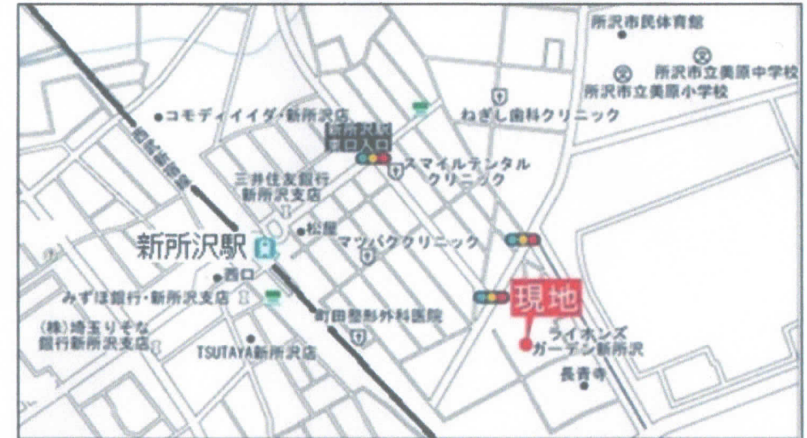 所沢市民体育館
所沢市立美原中学校
所沢市立美原小学校
コモディイイダ・新所沢店
ねぎし歯科クリニック
新所沢駅
東口入口
西武新宿線
スマイルデンタル
クリニック
三井住友銀行
新所沢支店
松屋
マツバクリニック
新所沢駅
西口
みずほ銀行・新所沢支店
現地
町田整形外科医院
(株)埼玉りそな
銀行新所沢支店
TSUTAYA新所沢店
ライオンズ
ガーデン新所沢
長青寺